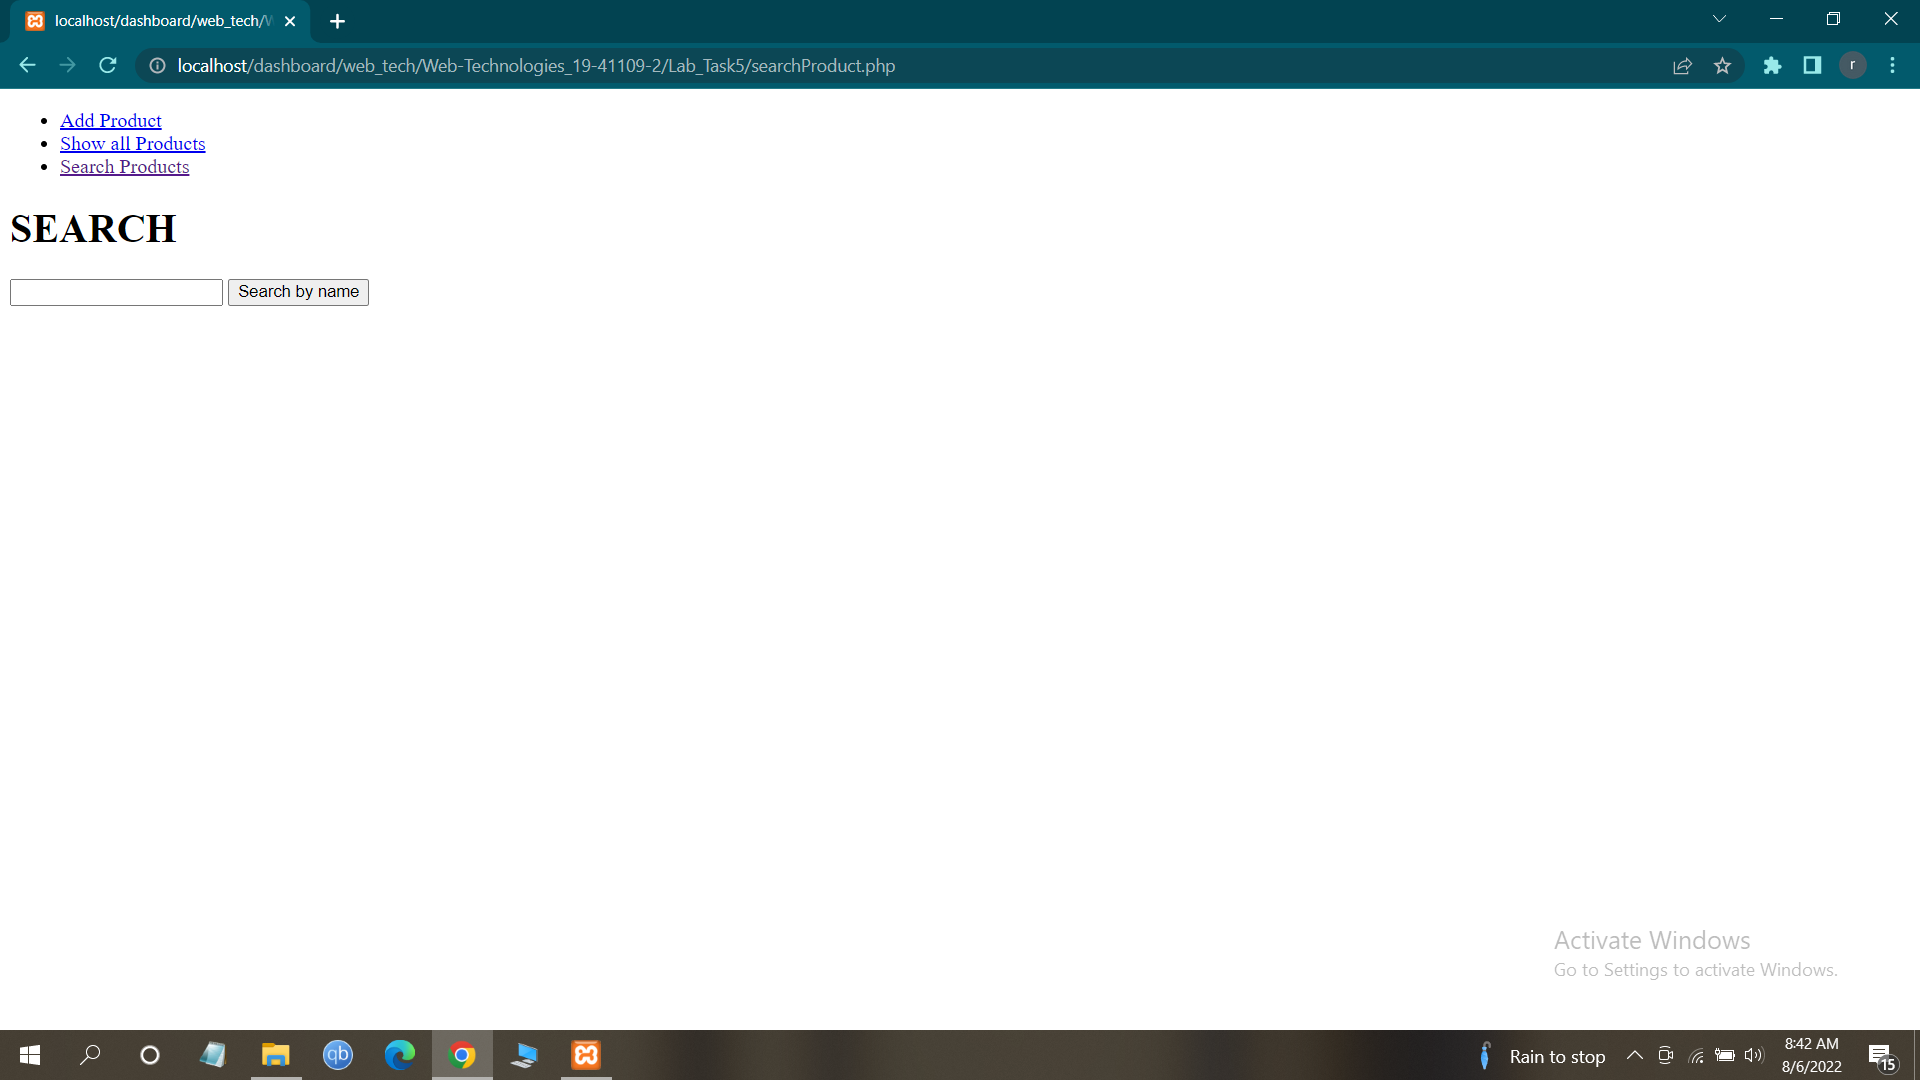 localhost/dashboard/web_tech/W
localhost/dashboard/web_tech/Web-Technologies_19-41109-2/Lab_Task5/searchProduct.php
r
Add Product
Show all Products
Search Products
SEARCH
Search by name
Activate Windows
Go to Settings to activate Windows.
qb
Rain to stop
8:42 AM
8/6/2022
15